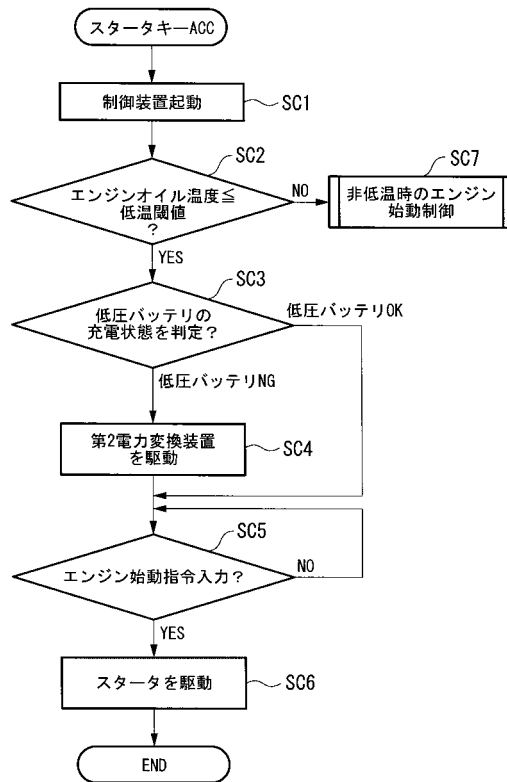 スタータキーACC
制御装置起動
SC1
SC2
エンジンオイル温度≦
低温閾値
?
NO
SC7
非低温時のエンジン
始動制御
YES
SC3
低圧バッテリの
充電状態を判定?
低圧バッテリOK
低圧バッテリNG
第2電力変換装置
を駆動
SC4
SC5
エンジン始動指令入力?
NO
YES
スタータを駆動
SC6
END